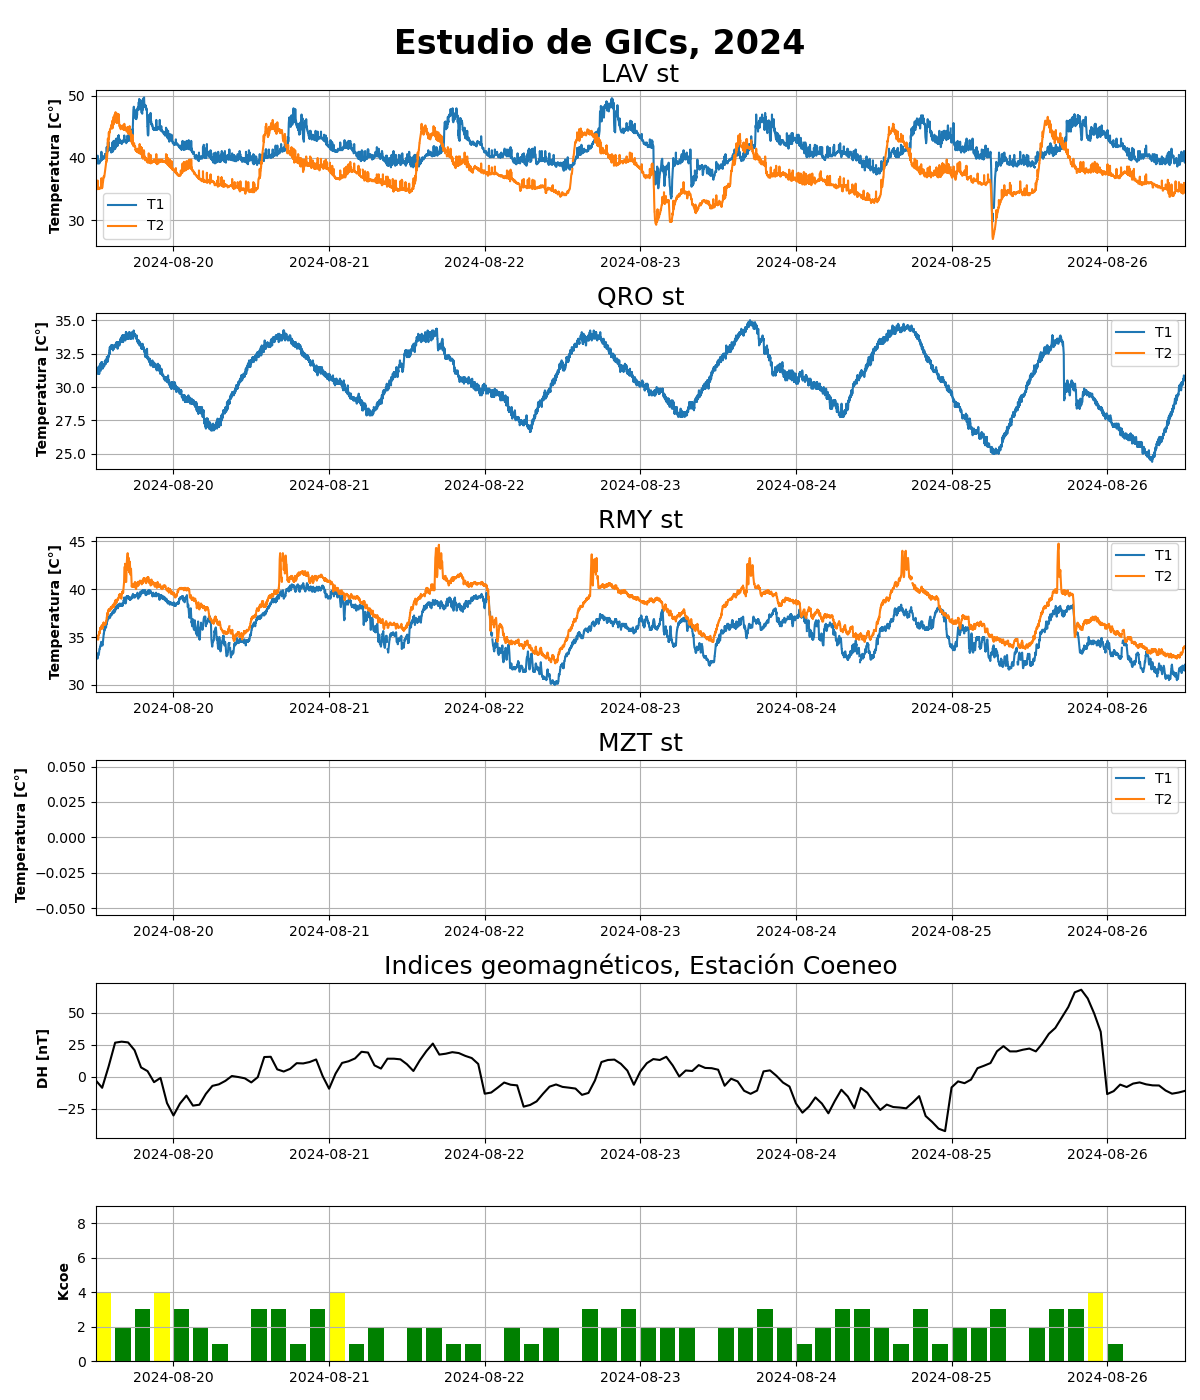 Estudio de GICs, 2024
LAV st
Temperatura [C°]
50
40
30
T1
T2
2024-08-20 2024-08-21 2024-08-22 2024-08-23 2024-08-24 2024-08-25 2024-08-26
QRO st
Temperatura [C°]
35.0
32.5
30.0
27.5
25.0
T1
T2
2024-08-20 2024-08-21 2024-08-22 2024-08-23 2024-08-24 2024-08-25 2024-08-26
RMY st
Temperatura [C°]
45
40
35
30
T1
T2
2024-08-20 2024-08-21 2024-08-22 2024-08-23 2024-08-24 2024-08-25 2024-08-26
MZT st
Temperatura [C°]
0.050
0.025
0.000
−0.025
−0.050
T1
T2
2024-08-20 2024-08-21 2024-08-22 2024-08-23 2024-08-24 2024-08-25 2024-08-26
Indices geomagnéticos, Estación Coeneo
DH [nT]
50
25
0
−25
2024-08-20 2024-08-21 2024-08-22 2024-08-23 2024-08-24 2024-08-25 2024-08-26
Kcoe
8
6
4
2
0
2024-08-20 2024-08-21 2024-08-22 2024-08-23 2024-08-24 2024-08-25 2024-08-26